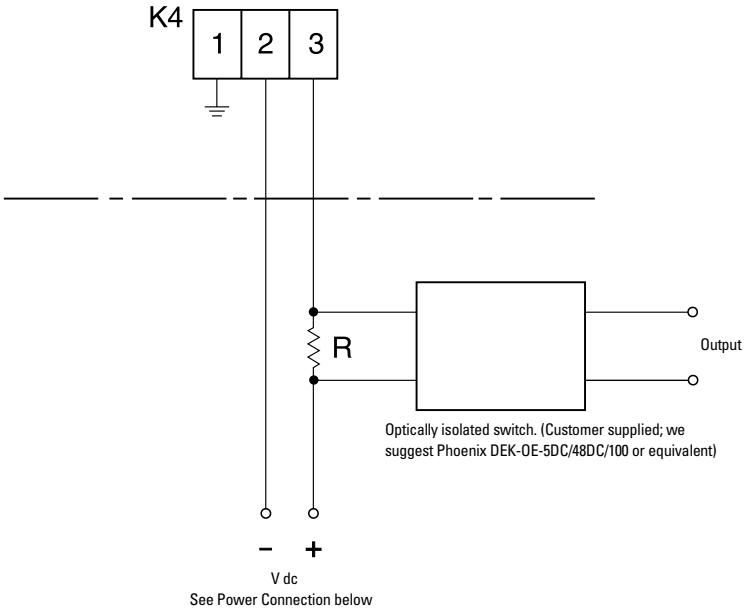 K4
1 2 3
R
Output
Optically isolated switch. (Customer supplied; we
suggest Phoenix DEK-OE-5DC/48DC/100 or equivalent)
– +
V dc
See Power Connection below